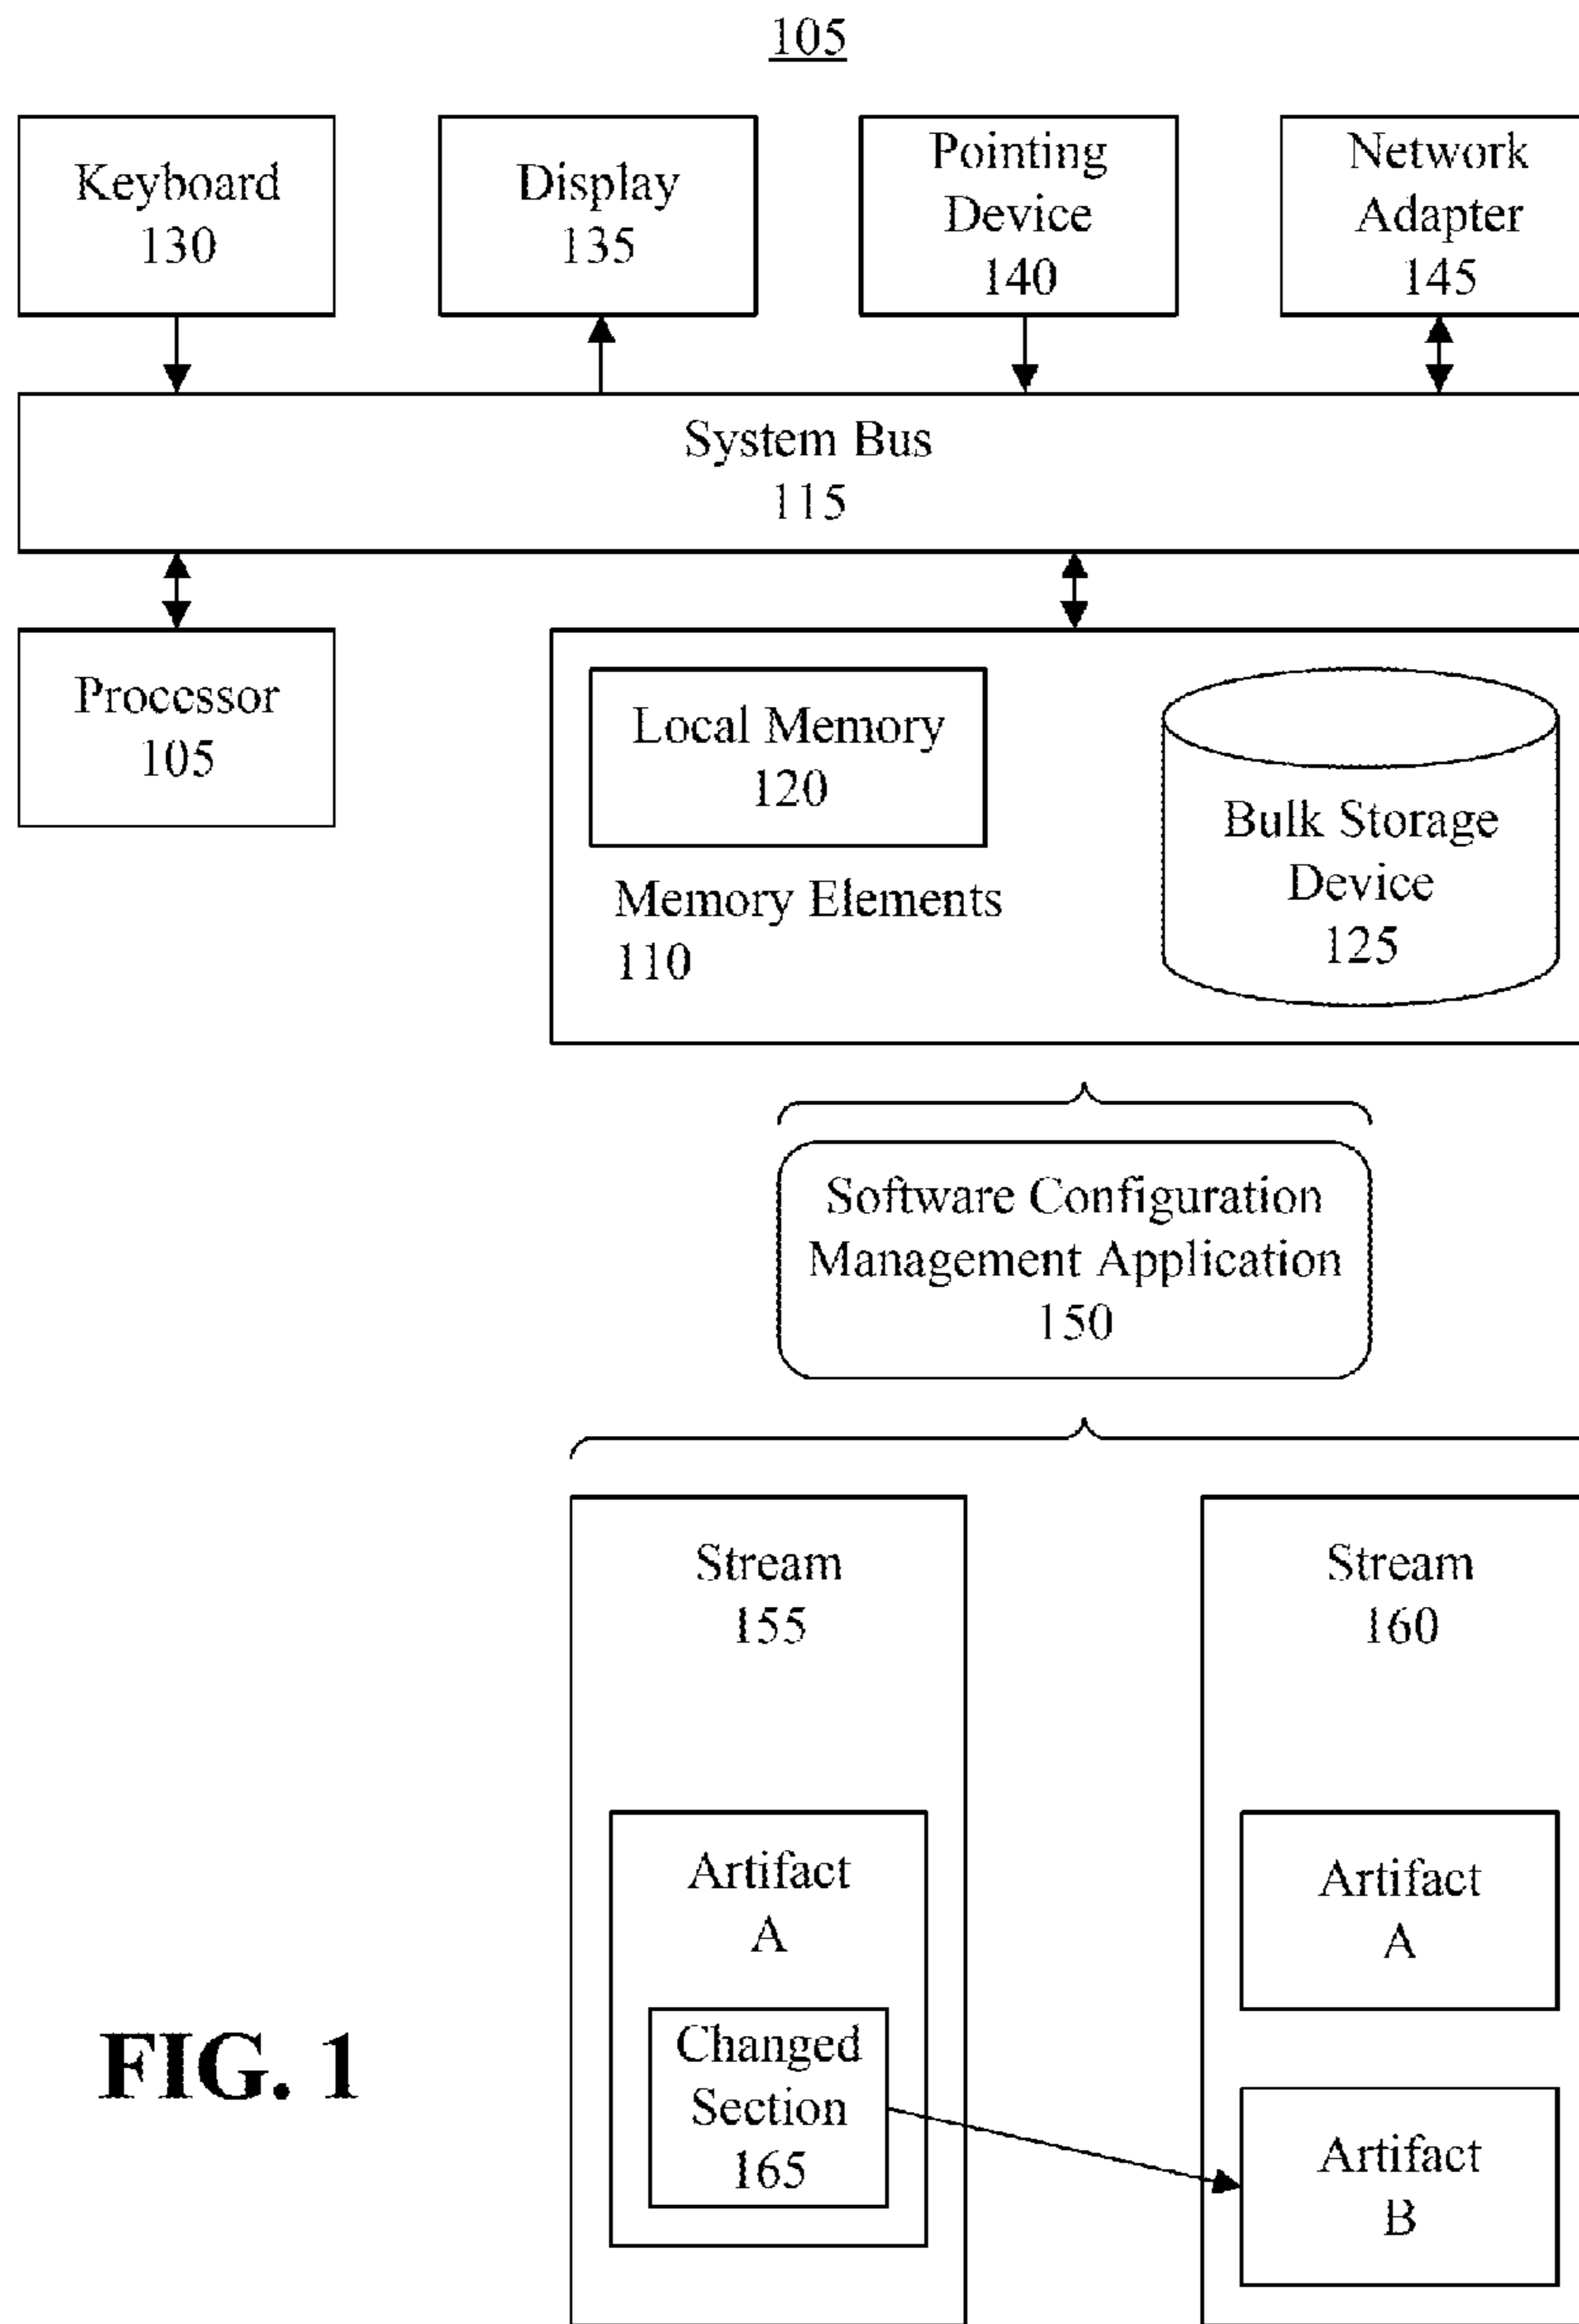 105
Keyboard
130
Display
135
Pointing
Device
140
Network
Adapter
145
System Bus
115
Processor
105
Local Memory
120
Memory Elements
110
Bulk Storage
Device
125
Software Configuration
Management Application
150
Stream
155
Artifact
A
Changed
Section
165
Stream
160
Artifact
A
Artifact
B
FIG. 1